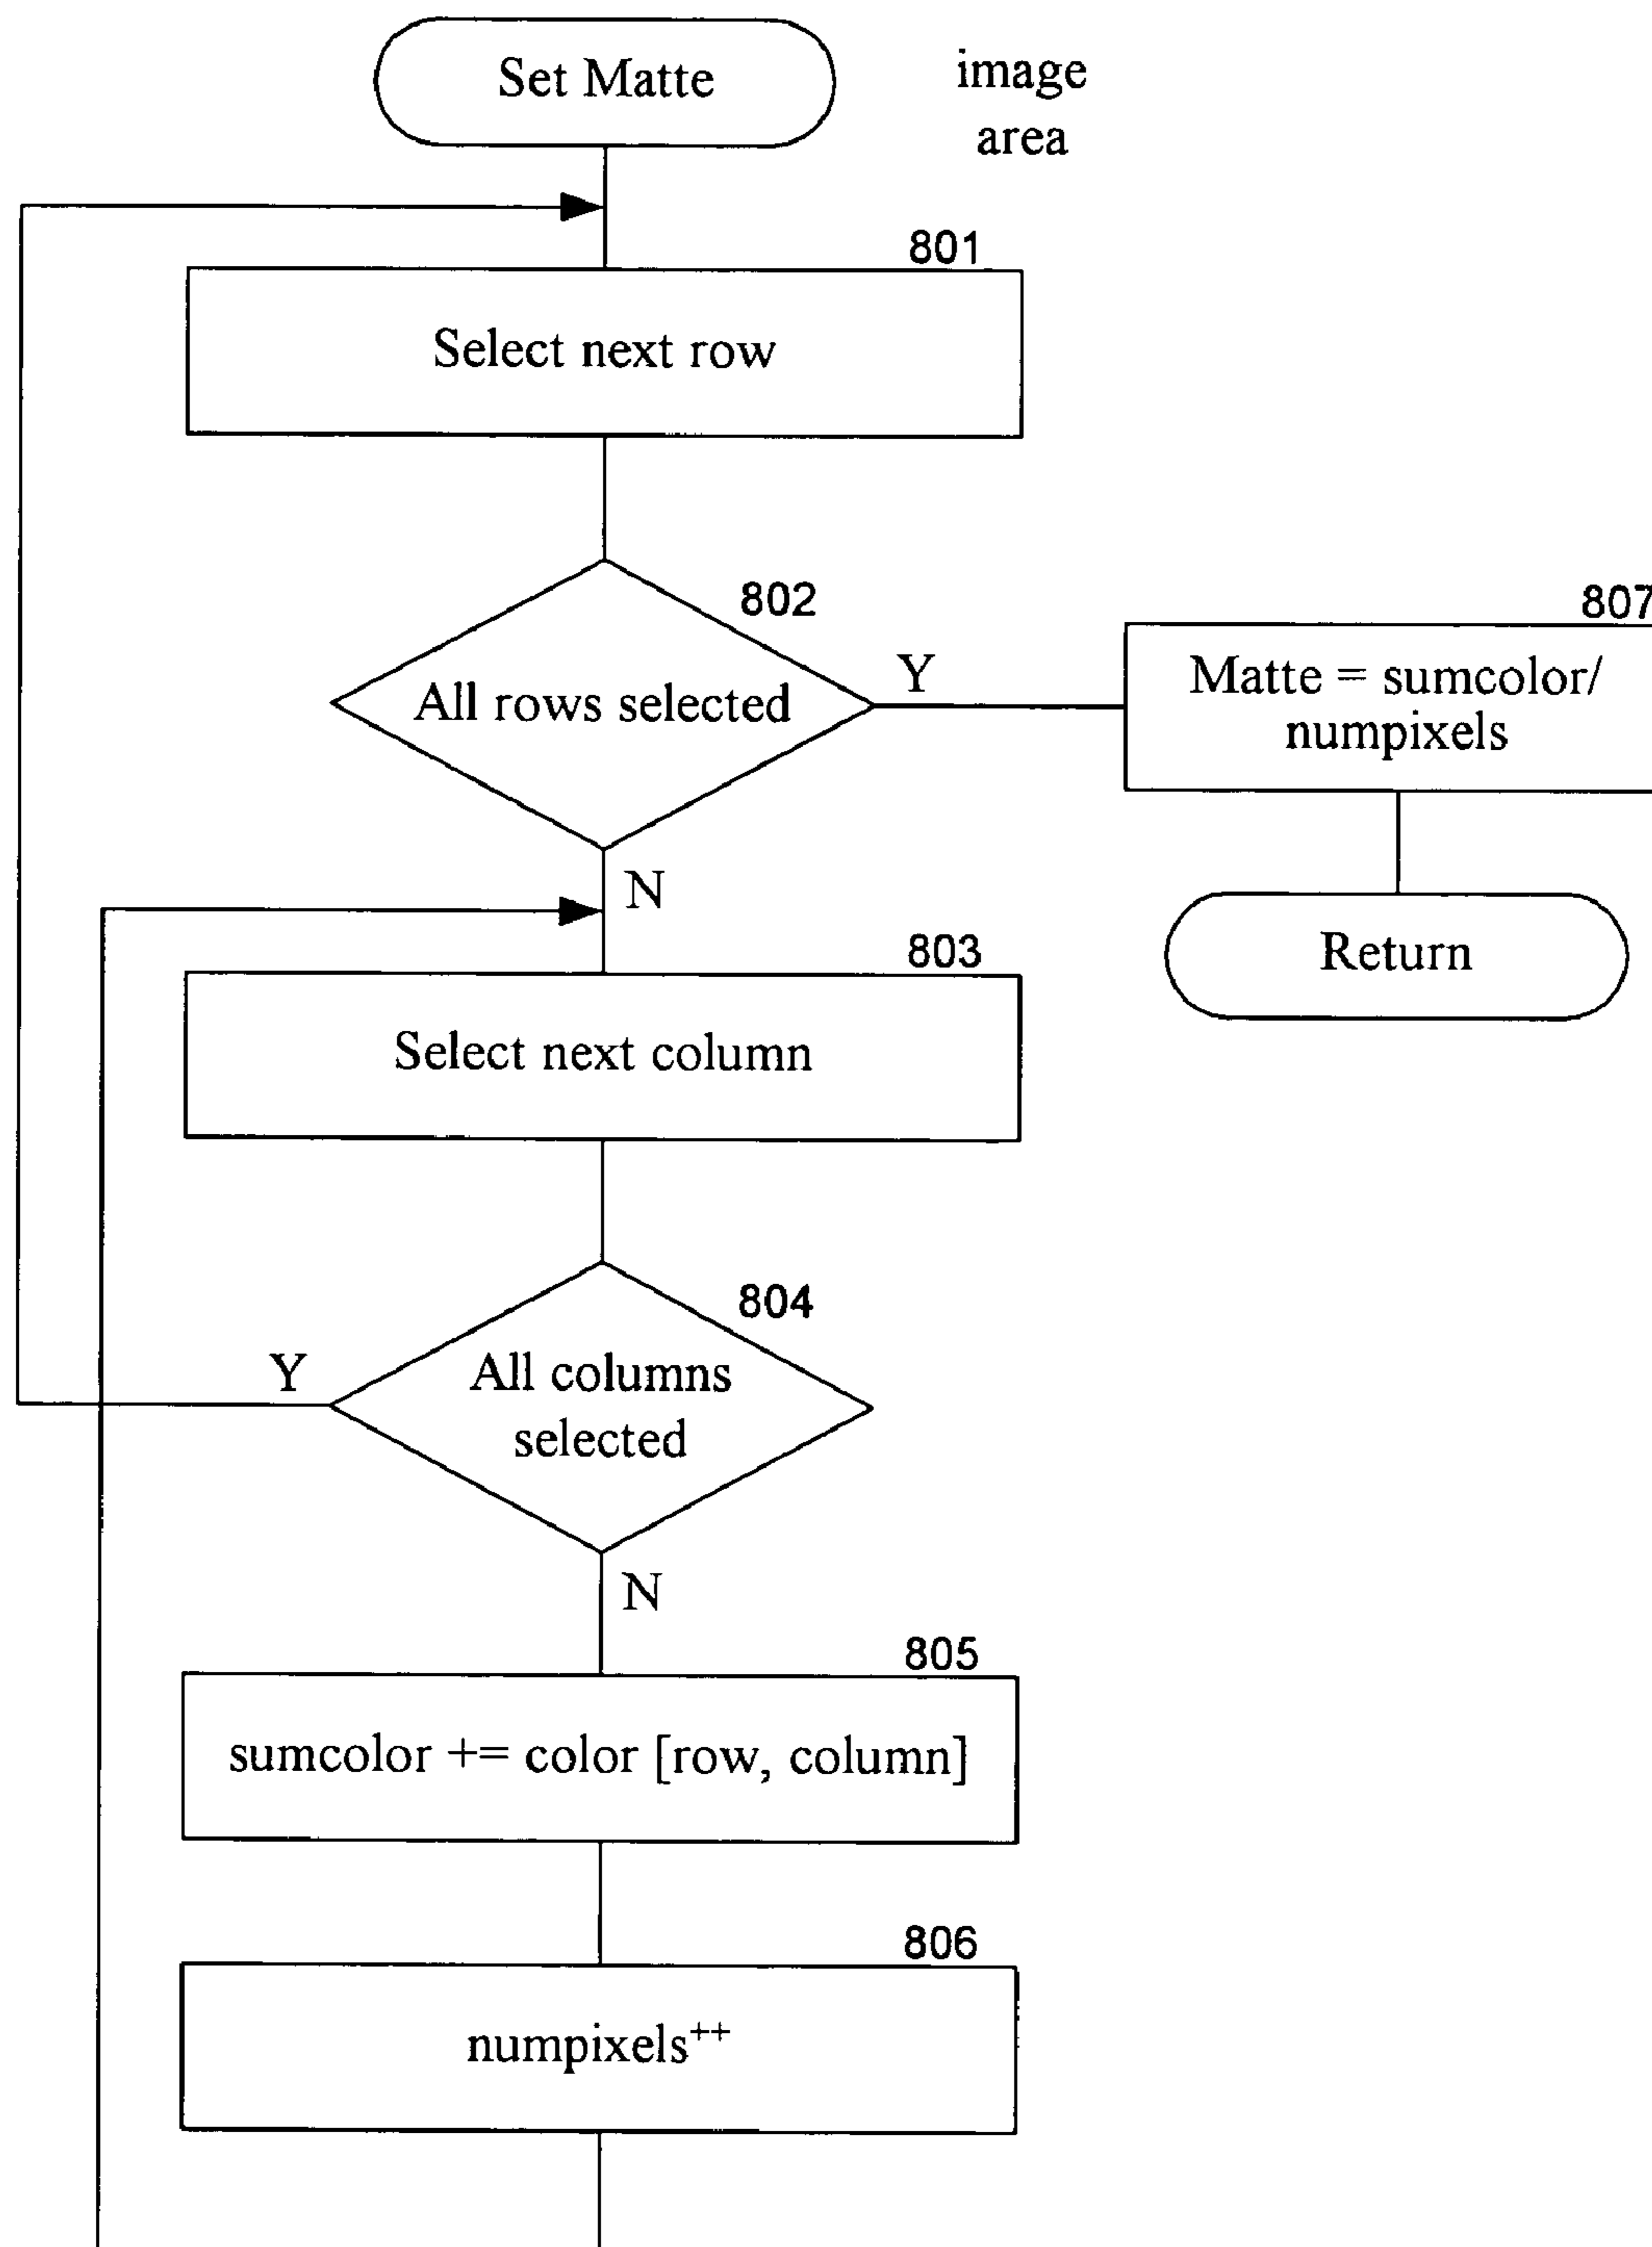 Set Matte
image
area
801
Select next row
802
All rows selected
Y
807
Matte = sumcolor/
numpixels
N
Return
803
Select next column
804
All columns
selected
Y
N
805
sumcolor += color [row, column]
806
numpixels++